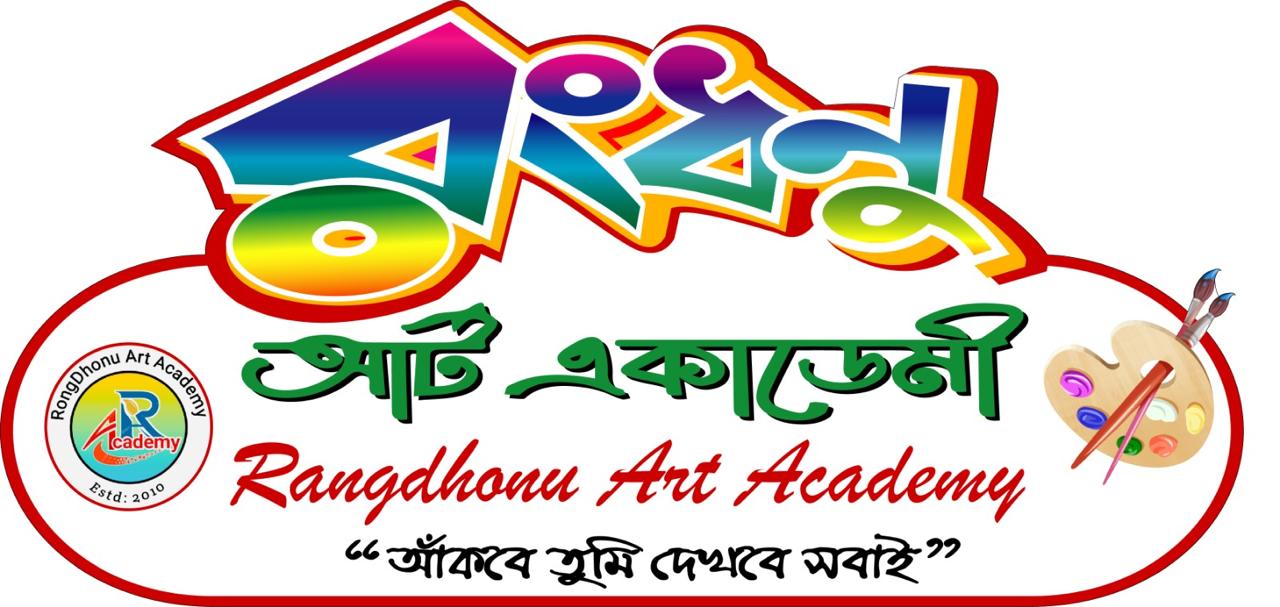 রংধনু
আর্ট একাডেমী
RongDhonu Art Academy
AR
Academy
Estd: 2010
Rangdhonu Art Academy
“আঁকবে তুমি দেখবে সবাই”